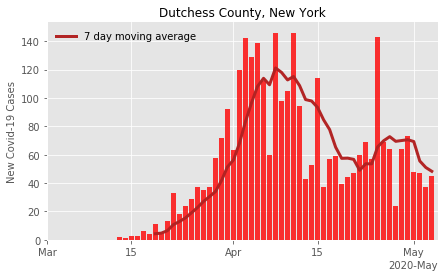 Dutchess County, New York
7 day moving average
New Covid-19 Cases
140
120
100
80
60
40
20
0
Mar
15
Apr
15
May
2020-May